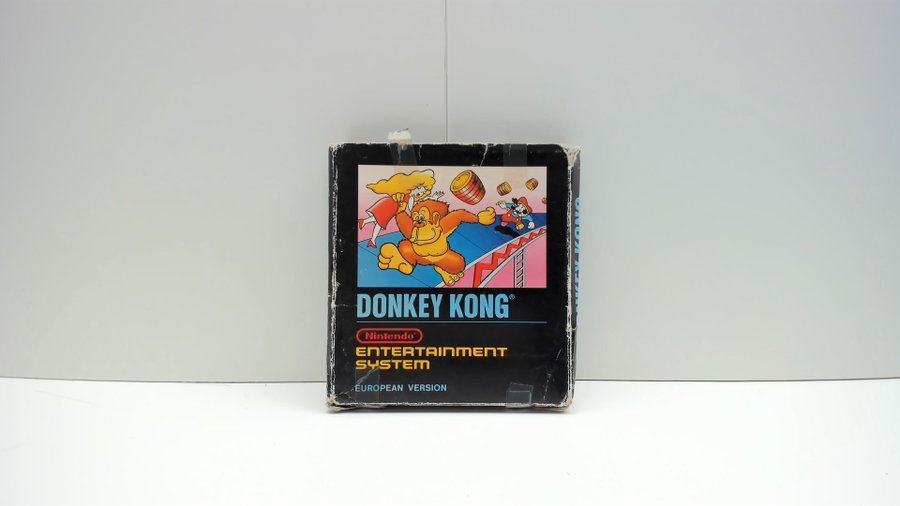 DONKEY KONG®
Nintendo®
ENTERTAINMENT
SYSTEM
EUROPEAN VERSION
DONKEY KONG